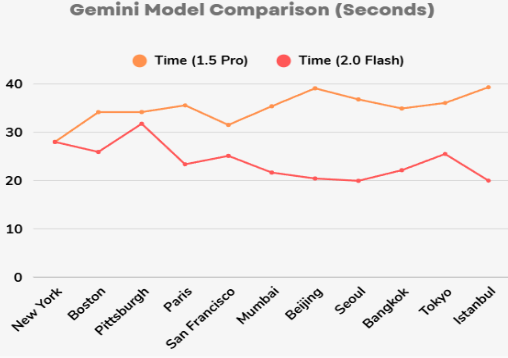 Gemini Model Comparison (Seconds)
Time (1.5 Pro) Time (2.0 Flash)
40
30
20
10
0
New York
Boston
Pittsburgh
Paris
San Francisco
Mumbai
Beijing
Seoul
Bangkok
Tokyo
Istanbul